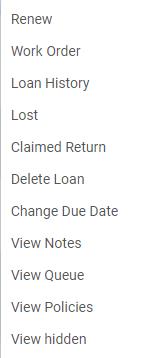 Renew
Work Order
Loan History
Lost
Claimed Return
Delete Loan
Change Due Date
View Notes
View Queue
View Policies
View hidden